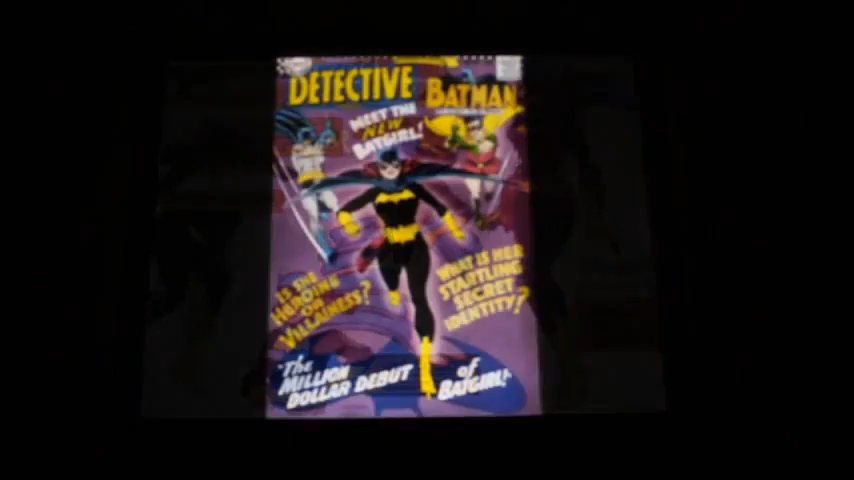 DETECTIVE
BATMAN
MEET THE
NEW
BATGIRL!
IS SHE
HEROINE
OR
VILLAINESS?
WHAT IS HER
STARTLING
SECRET
IDENTITY?
"The
MILLION
DOLLAR DEBUT
of
BATGIRL!"